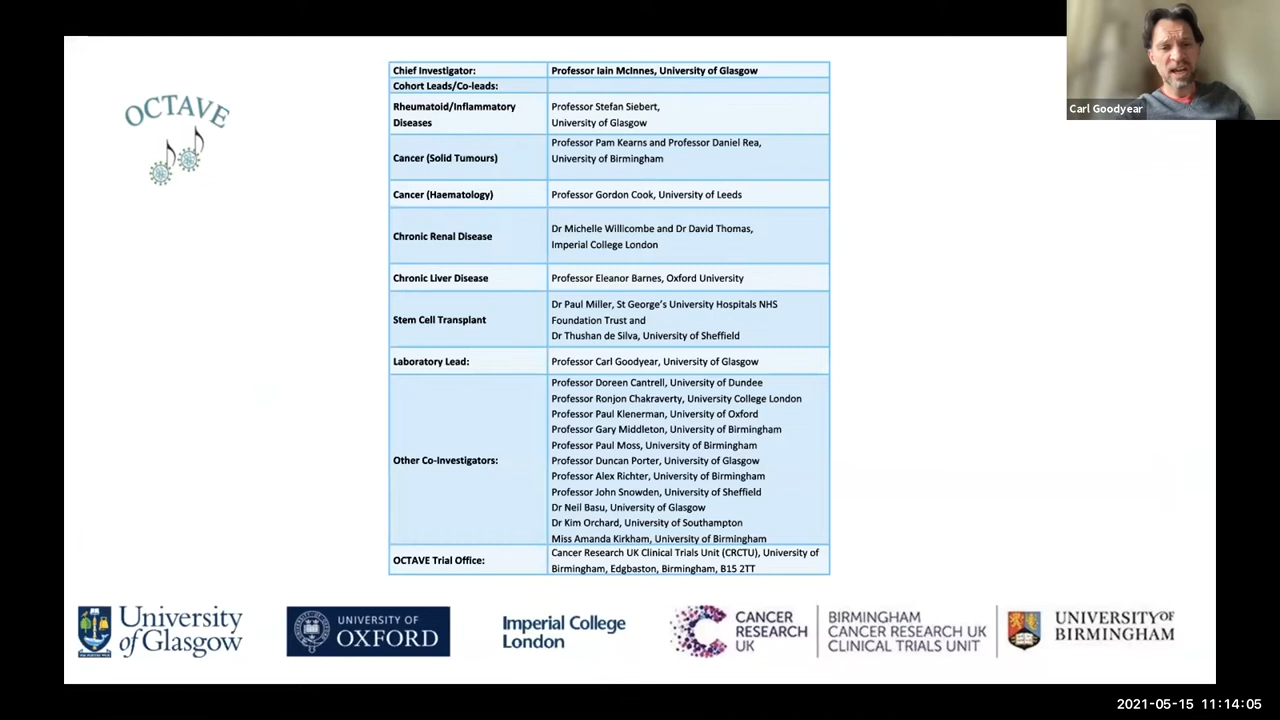 Carl Goodyear
OCTAVE
Chief Investigator: Professor Iain McInnes, University of Glasgow
Cohort Leads/Co-leads:
Rheumatoid/Inflammatory
Diseases
Professor Stefan Siebert,
University of Glasgow
Cancer (Solid Tumours)
Professor Pam Kearns and Professor Daniel Rea,
University of Birmingham
Cancer (Haematology) Professor Gordon Cook, University of Leeds
Chronic Renal Disease
Dr Michelle Willicombe and Dr David Thomas,
Imperial College London
Chronic Liver Disease Professor Eleanor Barnes, Oxford University
Stem Cell Transplant
Dr Paul Miller, St George's University Hospitals NHS
Foundation Trust and
Dr Thushan de Silva, University of Sheffield
Laboratory Lead: Professor Carl Goodyear, University of Glasgow
Other Co-Investigators:
Professor Doreen Cantrell, University of Dundee
Professor Ronjon Chakraverty, University College London
Professor Paul Klenerman, University of Oxford
Professor Gary Middleton, University of Birmingham
Professor Paul Moss, University of Birmingham
Professor Duncan Porter, University of Glasgow
Professor Alex Richter, University of Birmingham
Professor John Snowden, University of Sheffield
Dr Neil Basu, University of Glasgow
Dr Kim Orchard, University of Southampton
Miss Amanda Kirkham, University of Birmingham
OCTAVE Trial Office:
Cancer Research UK Clinical Trials Unit (CRCTU), University of
Birmingham, Edgbaston, Birmingham, B15 2TT
University
of Glasgow
UNIVERSITY OF
OXFORD
Imperial College
London
CANCER
RESEARCH
UK
BIRMINGHAM
CANCER RESEARCH UK
CLINICAL TRIALS UNIT
UNIVERSITY OF
BIRMINGHAM
2021-05-15 11:14:05